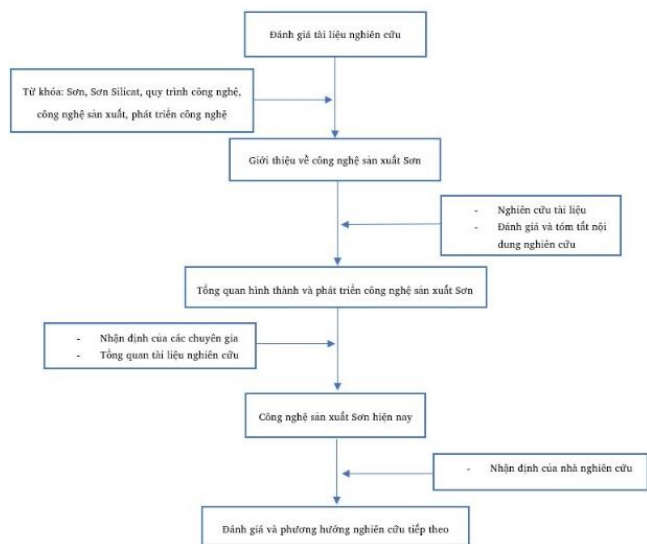 Đánh giá tài liệu nghiên cứu
Từ khóa: Sơn, Sơn Silicat, quy trình công nghệ,
công nghệ sản xuất, phát triển công nghệ
Giới thiệu về công nghệ sản xuất Sơn
- Nghiên cứu tài liệu
- Đánh giá và tóm tắt nội
dung nghiên cứu
Tổng quan hình thành và phát triển công nghệ sản xuất Sơn
- Nhận định của các chuyên gia
- Tổng quan tài liệu nghiên cứu
Công nghệ sản xuất Sơn hiện nay
- Nhận định của nhà nghiên cứu
Đánh giá và phương hướng nghiên cứu tiếp theo